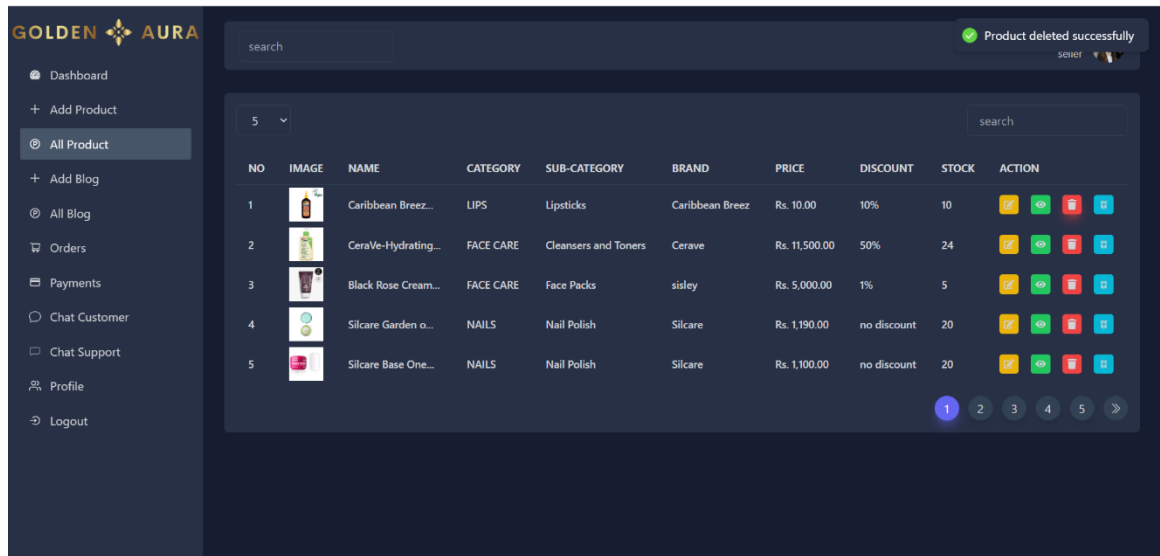 GOLDEN AURA
Dashboard
Add Product
All Product
Add Blog
All Blog
Orders
Payments
Chat Customer
Chat Support
Profile
Logout
search
Product deleted successfully
seller
5
search
NO IMAGE NAME CATEGORY SUB-CATEGORY BRAND PRICE DISCOUNT STOCK ACTION
1 Caribbean Breez... LIPS Lipsticks Caribbean Breez Rs. 10.00 10% 10
2 CeraVe-Hydrating... FACE CARE Cleansers and Toners Cerave Rs. 11,500.00 50% 24
3 Black Rose Cream... FACE CARE Face Packs sisley Rs. 5,000.00 1% 5
4 Silcare Garden o... NAILS Nail Polish Silcare Rs. 1,190.00 no discount 20
5 Silcare Base One... NAILS Nail Polish Silcare Rs. 1,100.00 no discount 20
1 2 3 4 5